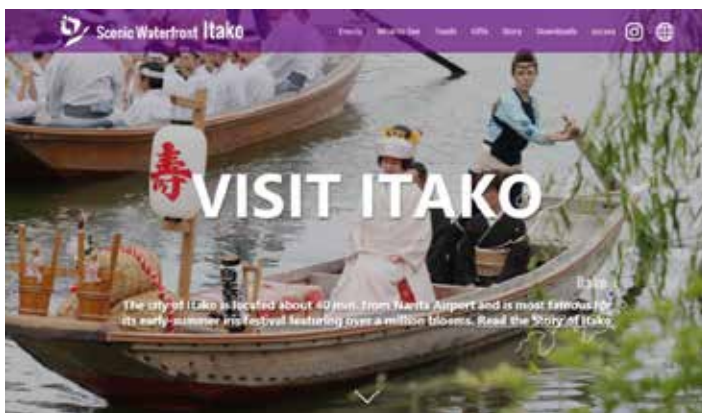 Scenic Waterfront Itako
Events What to See Foods Gifts Story Downloads Access
寿
VISIT ITAKO
Itako
The city of Itako is located about 40 min. from Narita Airport and is most famous for
its early-summer iris festival featuring over a million blooms. Read the Story of Itako